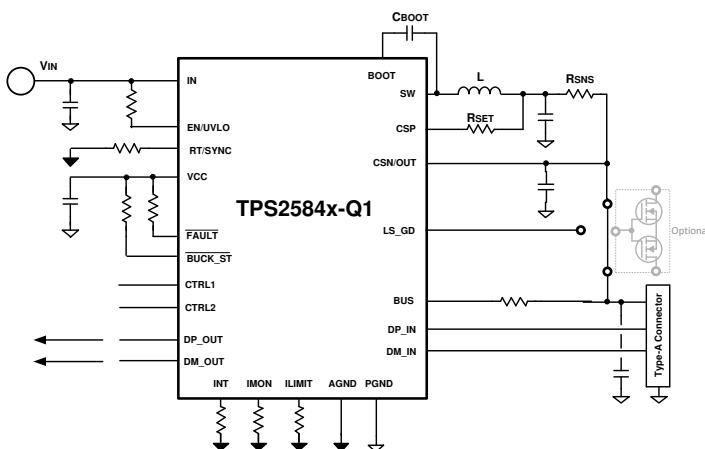 CBOOT
VIN
BOOT
IN
SW
L
RSNS
EN/UVLO
CSP
RSET
RT/SYNC
CSN/OUT
VCC
TPS2584x-Q1
FAULT
LS_GD
Optiona
BUCK_ST
CTRL1
CTRL2
BUS
DP_OUT
DP_IN
DM_OUT
DM_IN
Type-A Connector
INT IMON ILIMIT AGND PGND